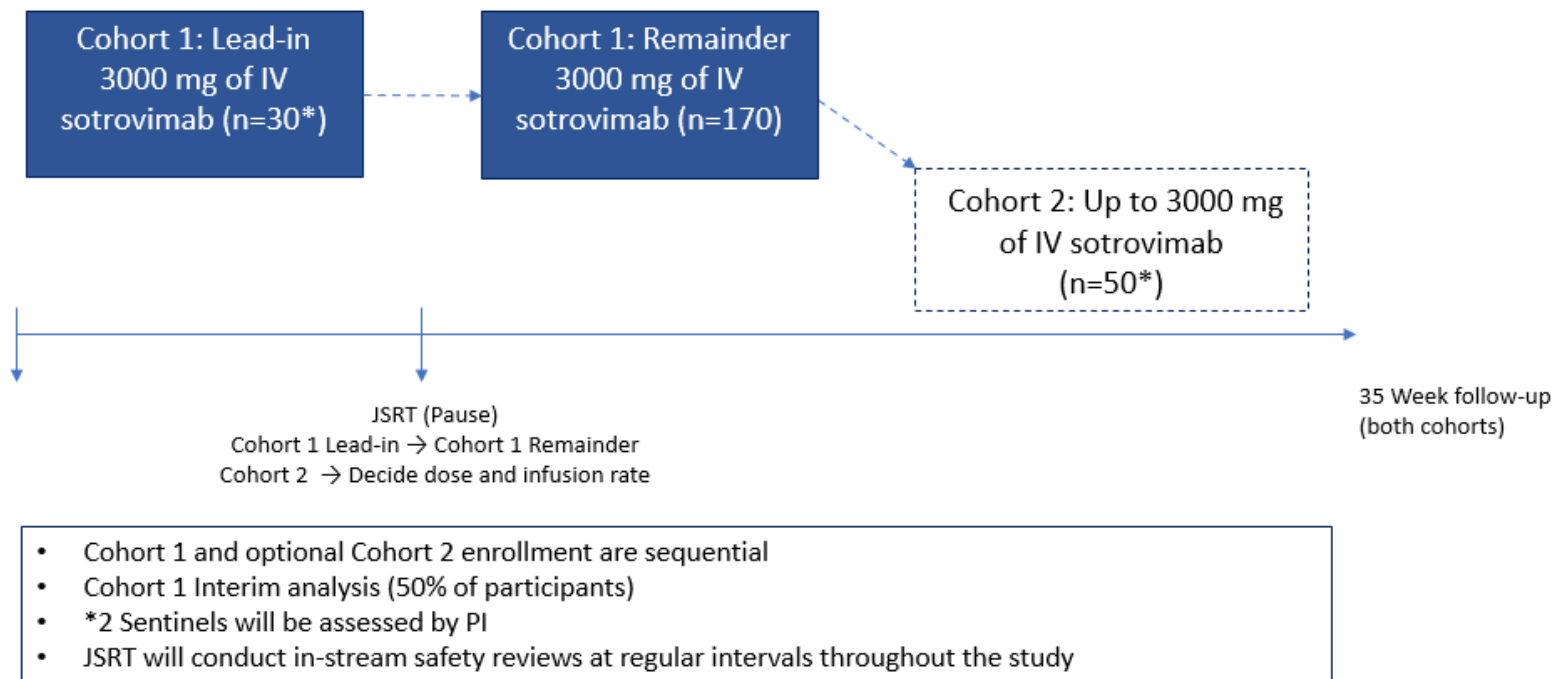 Cohort 1: Lead-in
3000 mg of IV
sotrovimab (n=30*)
Cohort 1: Remainder
3000 mg of IV
sotrovimab (n=170)
Cohort 2: Up to 3000 mg
of IV sotrovimab
(n=50*)
JSRT (Pause)
Cohort 1 Lead-in → Cohort 1 Remainder
Cohort 2 → Decide dose and infusion rate
35 Week follow-up
(both cohorts)
• Cohort 1 and optional Cohort 2 enrollment are sequential
• Cohort 1 Interim analysis (50% of participants)
• *2 Sentinels will be assessed by PI
• JSRT will conduct in-stream safety reviews at regular intervals throughout the study